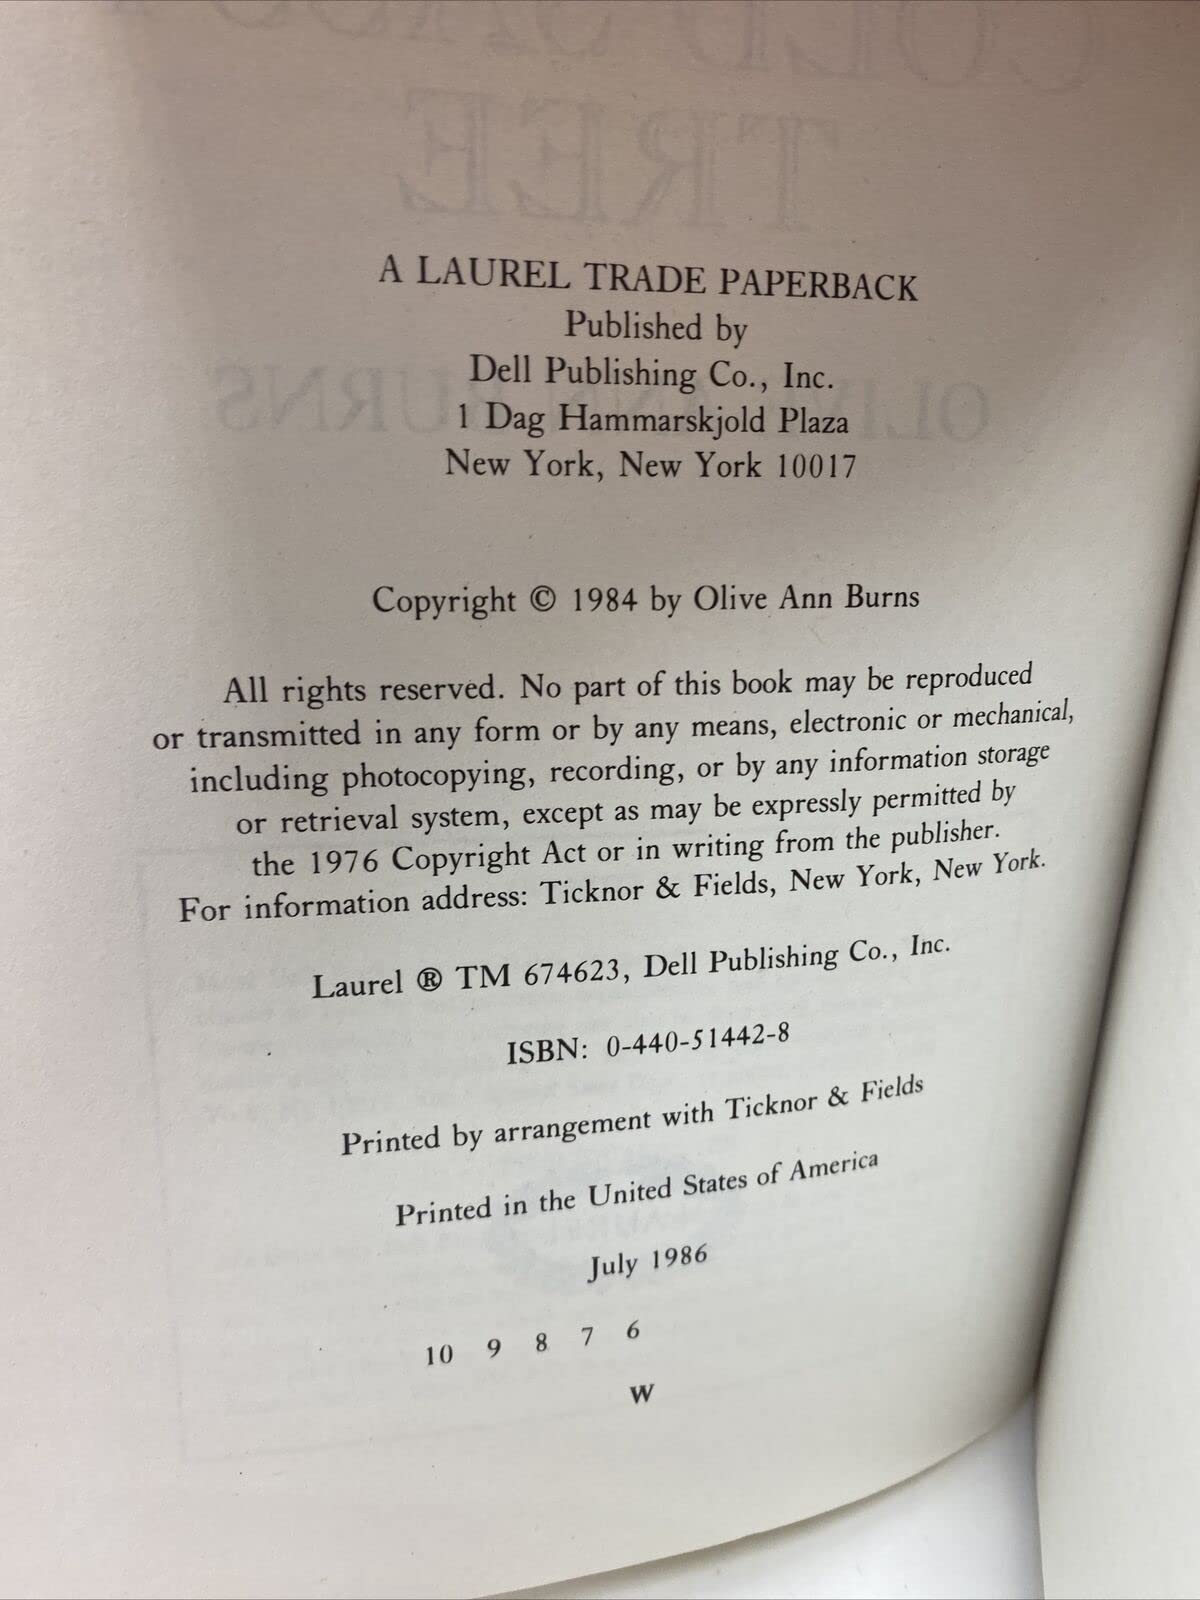 COLD SASSY
TREE
OLIVE ANN BURNS
A LAUREL TRADE PAPERBACK
Published by
Dell Publishing Co., Inc.
1 Dag Hammarskjold Plaza
New York, New York 10017
Copyright © 1984 by Olive Ann Burns
All rights reserved. No part of this book may be reproduced
or transmitted in any form or by any means, electronic or mechanical,
including photocopying, recording, or by any information storage
or retrieval system, except as may be expressly permitted by
the 1976 Copyright Act or in writing from the publisher.
For information address: Ticknor & Fields, New York, New York.
Laurel ® TM 674623, Dell Publishing Co., Inc.
ISBN: 0-440-51442-8
Printed by arrangement with Ticknor & Fields
Printed in the United States of America
July 1986
10 9 8 7 6
W